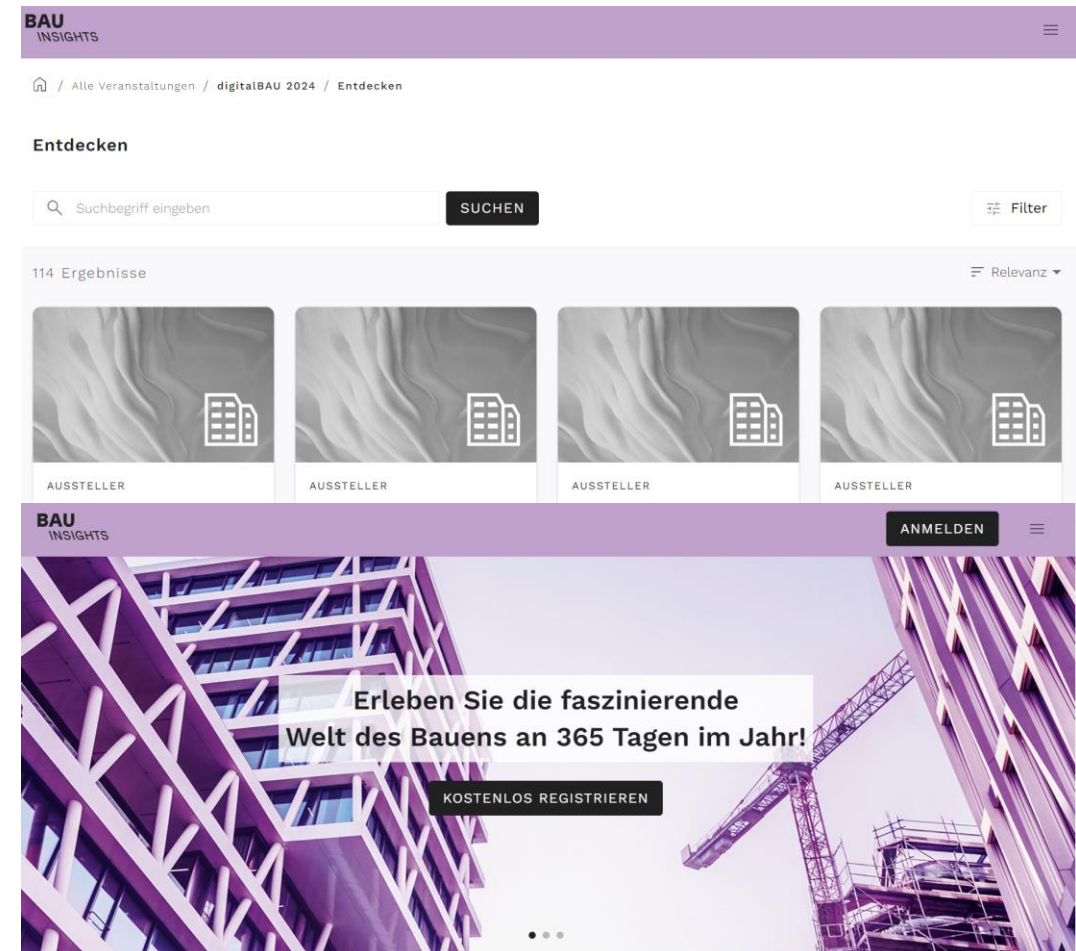 BAU
INSIGHTS
/ Alle Veranstaltungen / digitalBAU 2024 / Entdecken
Entdecken
Suchbegriff eingeben
SUCHEN
Filter
114 Ergebnisse
Relevanz
AUSSTELLER
AUSSTELLER
AUSSTELLER
AUSSTELLER
BAU
INSIGHTS
ANMELDEN
Erleben Sie die faszinierende
Welt des Bauens an 365 Tagen im Jahr!
KOSTENLOS REGISTRIEREN